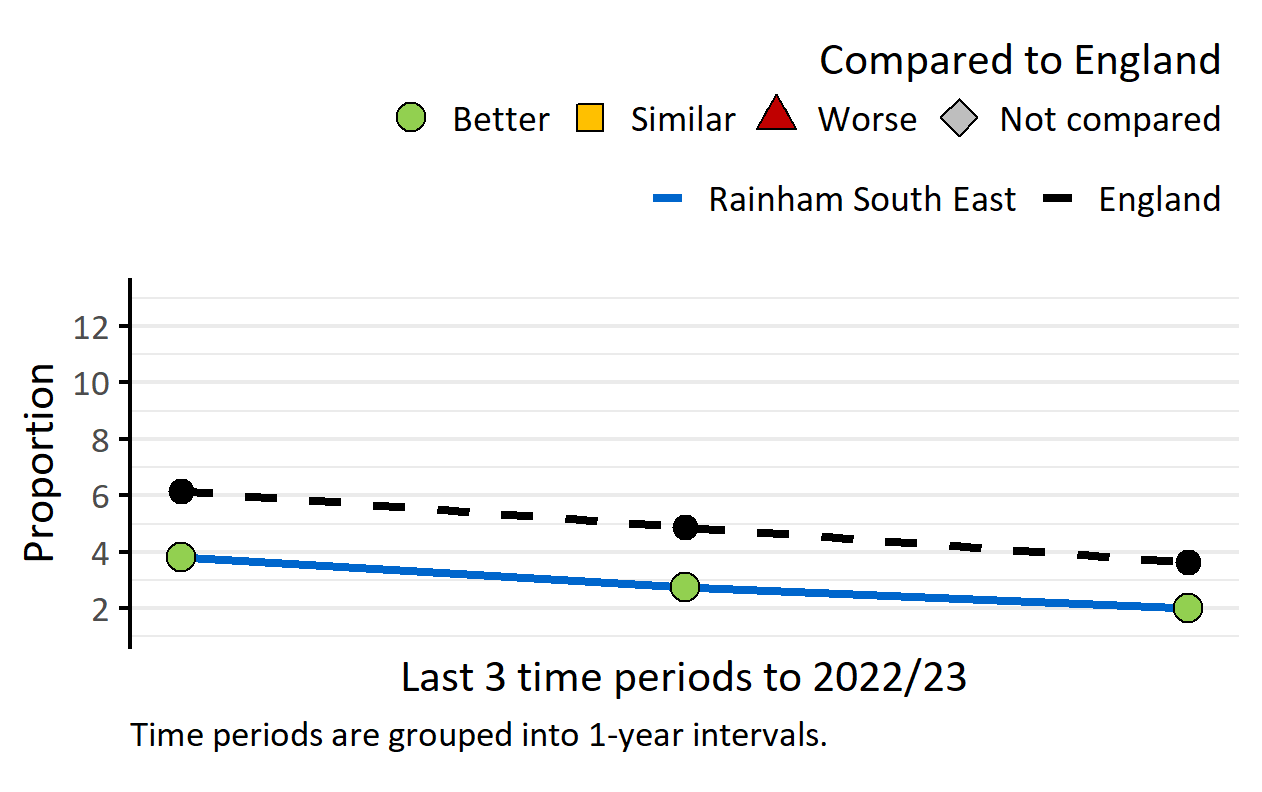 Compared to England
Better Similar Worse Not compared
Rainham South East England
12
10
8
6
4
2
Proportion
Last 3 time periods to 2022/23
Time periods are grouped into 1-year intervals.